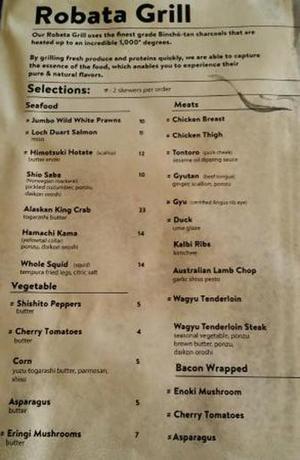 Robata Grill
Our Robata Grill uses the finest grade Binchō-tan charcoals that are
heated up to an incredible 1,000° degrees.
By grilling fresh produce and proteins quickly, we are able to capture
the essence of the food, which enables you to experience their
pure & natural flavors.
Selections: # 2 skewers per order
Seafood
# Jumbo Wild White Prawns 10
# Loch Duart Salmon 11
miso
# Himotsuki Hotate (scallop) 12
butter enoki
Shio Saba 10
(Norwegian mackerel)
pickled cucumber, ponzu,
daikon oroshi
Alaskan King Crab 23
togarashi butter
Hamachi Kama 14
(yellowtail collar)
ponzu, daikon oroshi
Whole Squid (squid) 14
tempura fried legs, citric salt
Vegetable
# Shishito Peppers 5
butter
# Cherry Tomatoes 4
butter
Corn 5
yuzu-togarashi butter, parmesan,
shiso
Asparagus 5
butter
# Eringi Mushrooms 7
butter
Meats
# Chicken Breast
# Chicken Thigh
# Tontoro (pork cheek)
sesame oil dipping sauce
# Gyutan (beef tongue)
ginger, scallion, ponzu
# Gyu (certified angus rib eye)
# Duck
ume glaze
Kalbi Ribs
kimchee
Australian Lamb Chop
garlic shiso pesto
# Wagyu Tenderloin
Wagyu Tenderloin Steak
seasonal vegetable, ponzu
brown butter, ponzu,
daikon oroshi
Bacon Wrapped
# Enoki Mushroom
# Cherry Tomatoes
# Asparagus